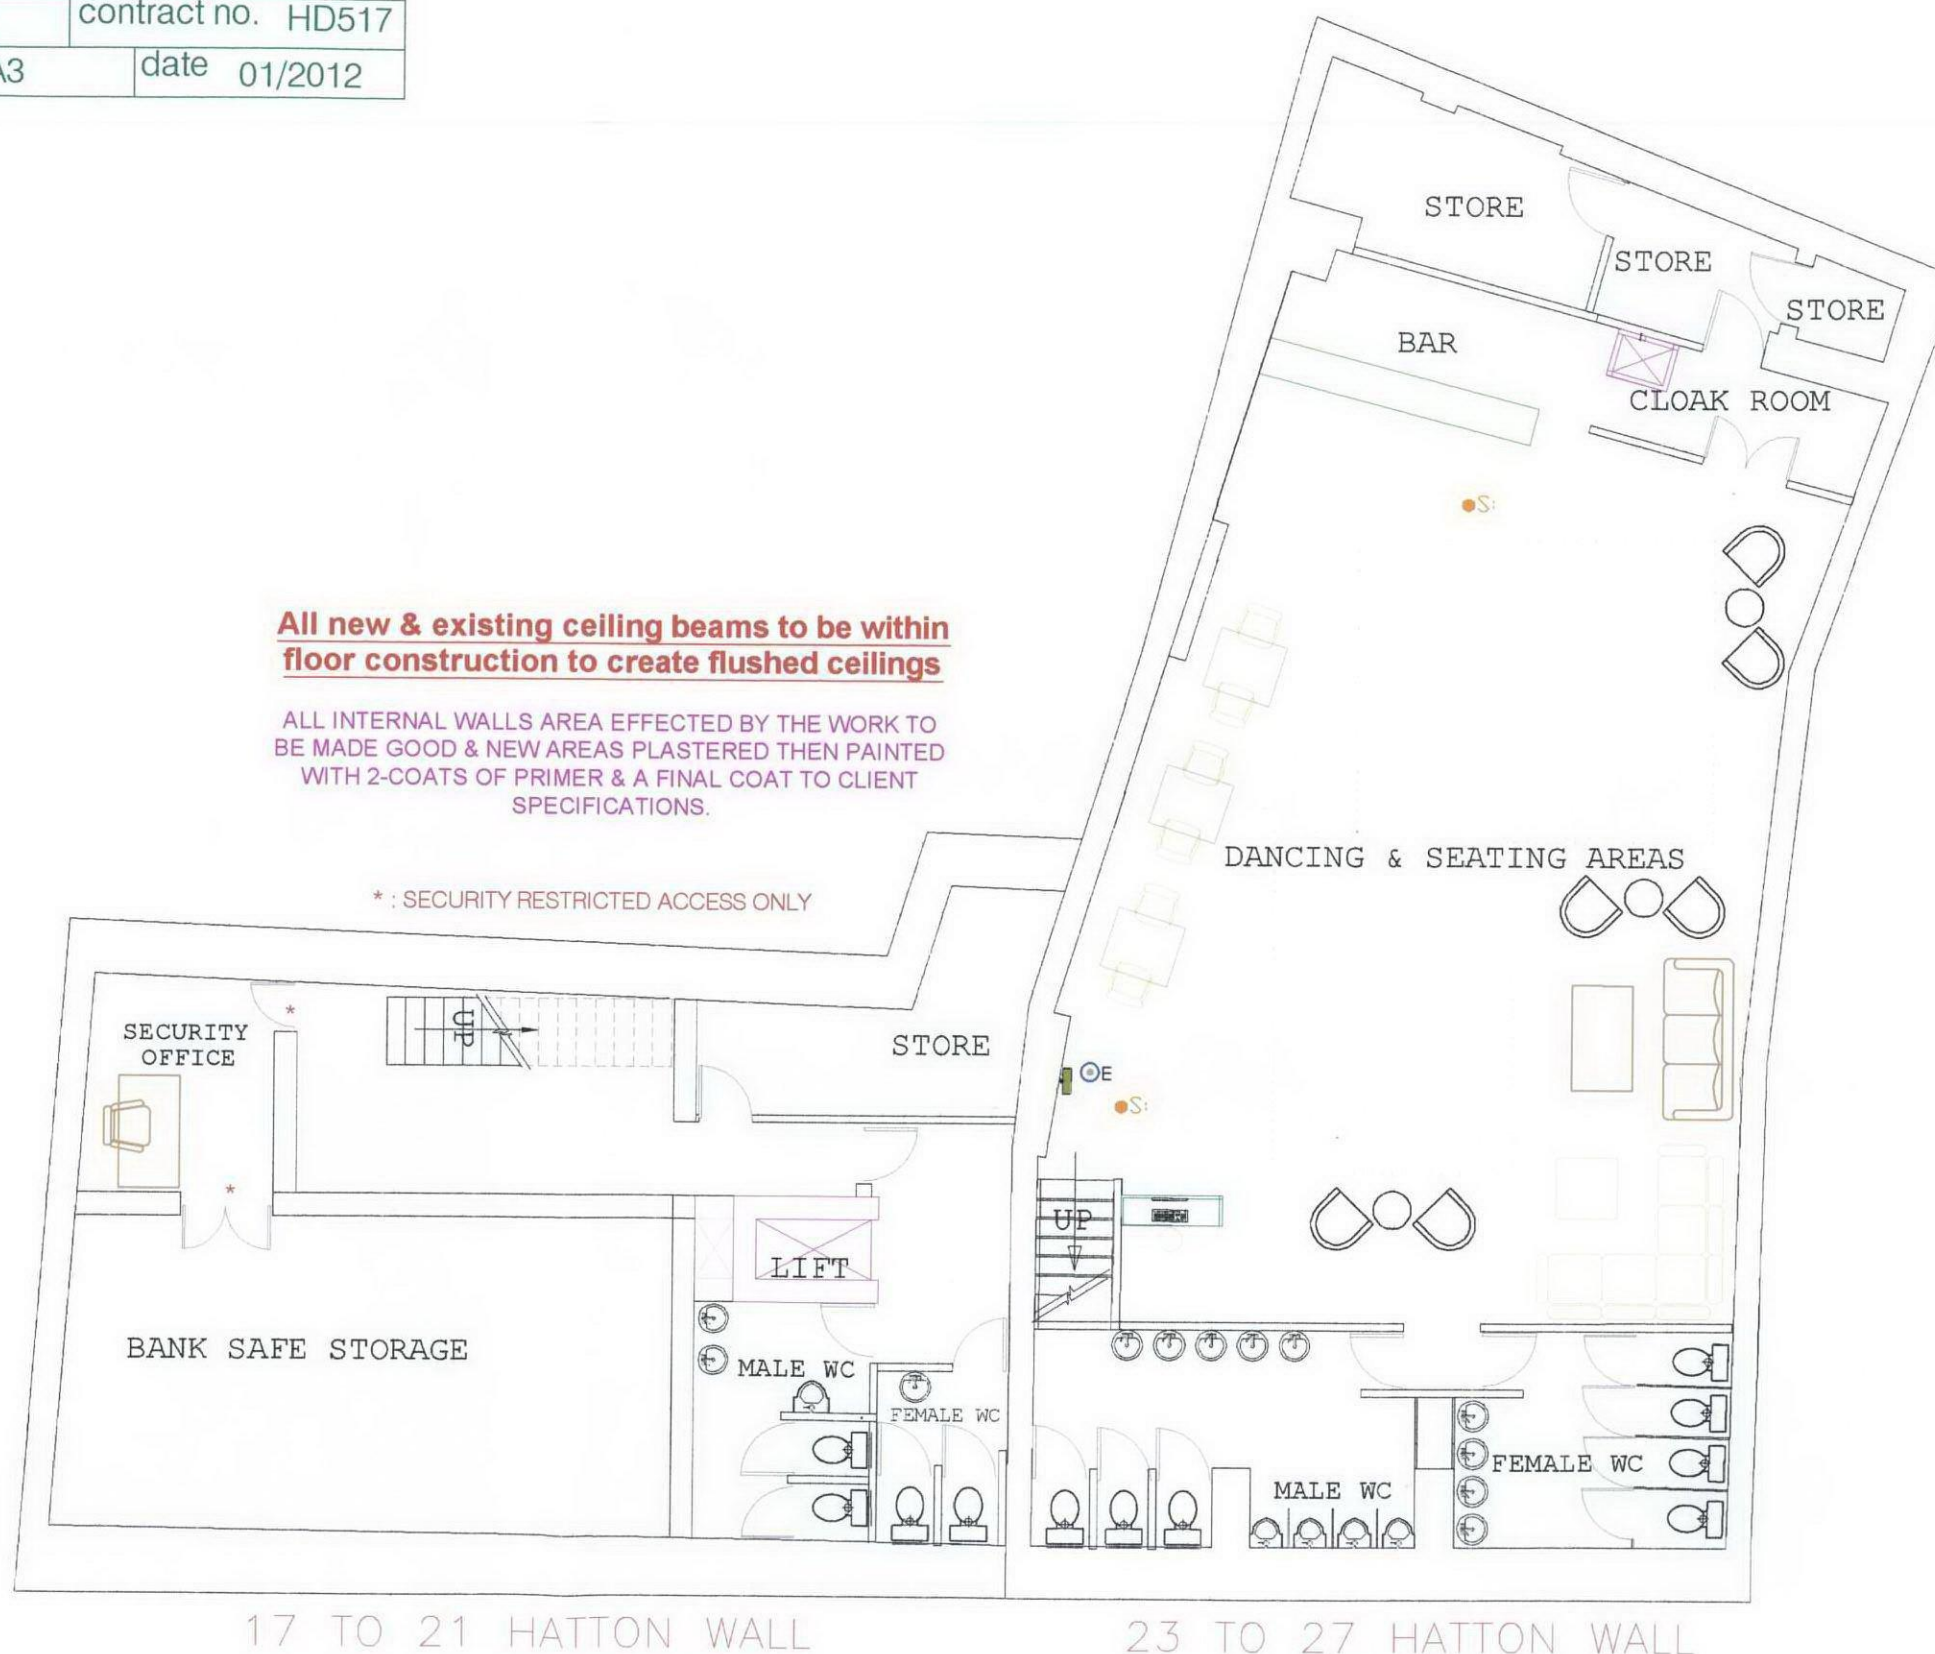 contract no. HD517
A3
date 01/2012
STORE
STORE
STORE
BAR
CLOAK ROOM
S:
All new & existing ceiling beams to be within
floor construction to create flushed ceilings
ALL INTERNAL WALLS AREA EFFECTED BY THE WORK TO
BE MADE GOOD & NEW AREAS PLASTERED THEN PAINTED
WITH 2-COATS OF PRIMER & A FINAL COAT TO CLIENT
SPECIFICATIONS.
DANCING & SEATING AREAS
* : SECURITY RESTRICTED ACCESS ONLY
*
SECURITY
OFFICE
UP
STORE
E
S:
*
UP
LIFT
BANK SAFE STORAGE
MALE WC
FEMALE WC
MALE WC
FEMALE WC
17 TO 21 HATTON WALL
23 TO 27 HATTON WALL